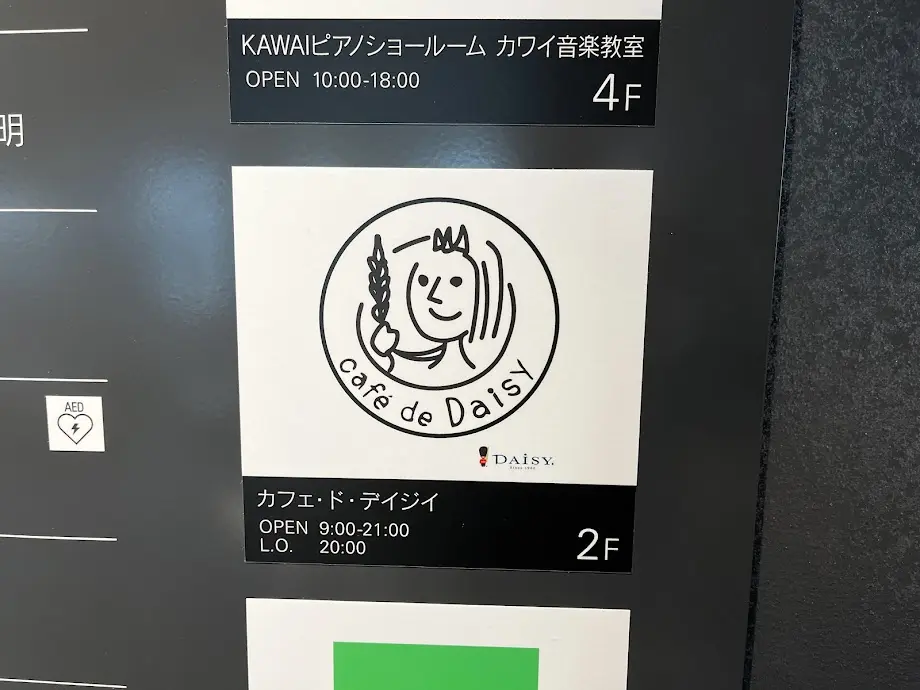 KAWAIピアノショールーム カワイ音楽教室
OPEN 10:00-18:00
4F
明
AED
café de Daisy
DAISY.
カフェ・ド・デイジイ
OPEN 9:00-21:00
L.O. 20:00
2F